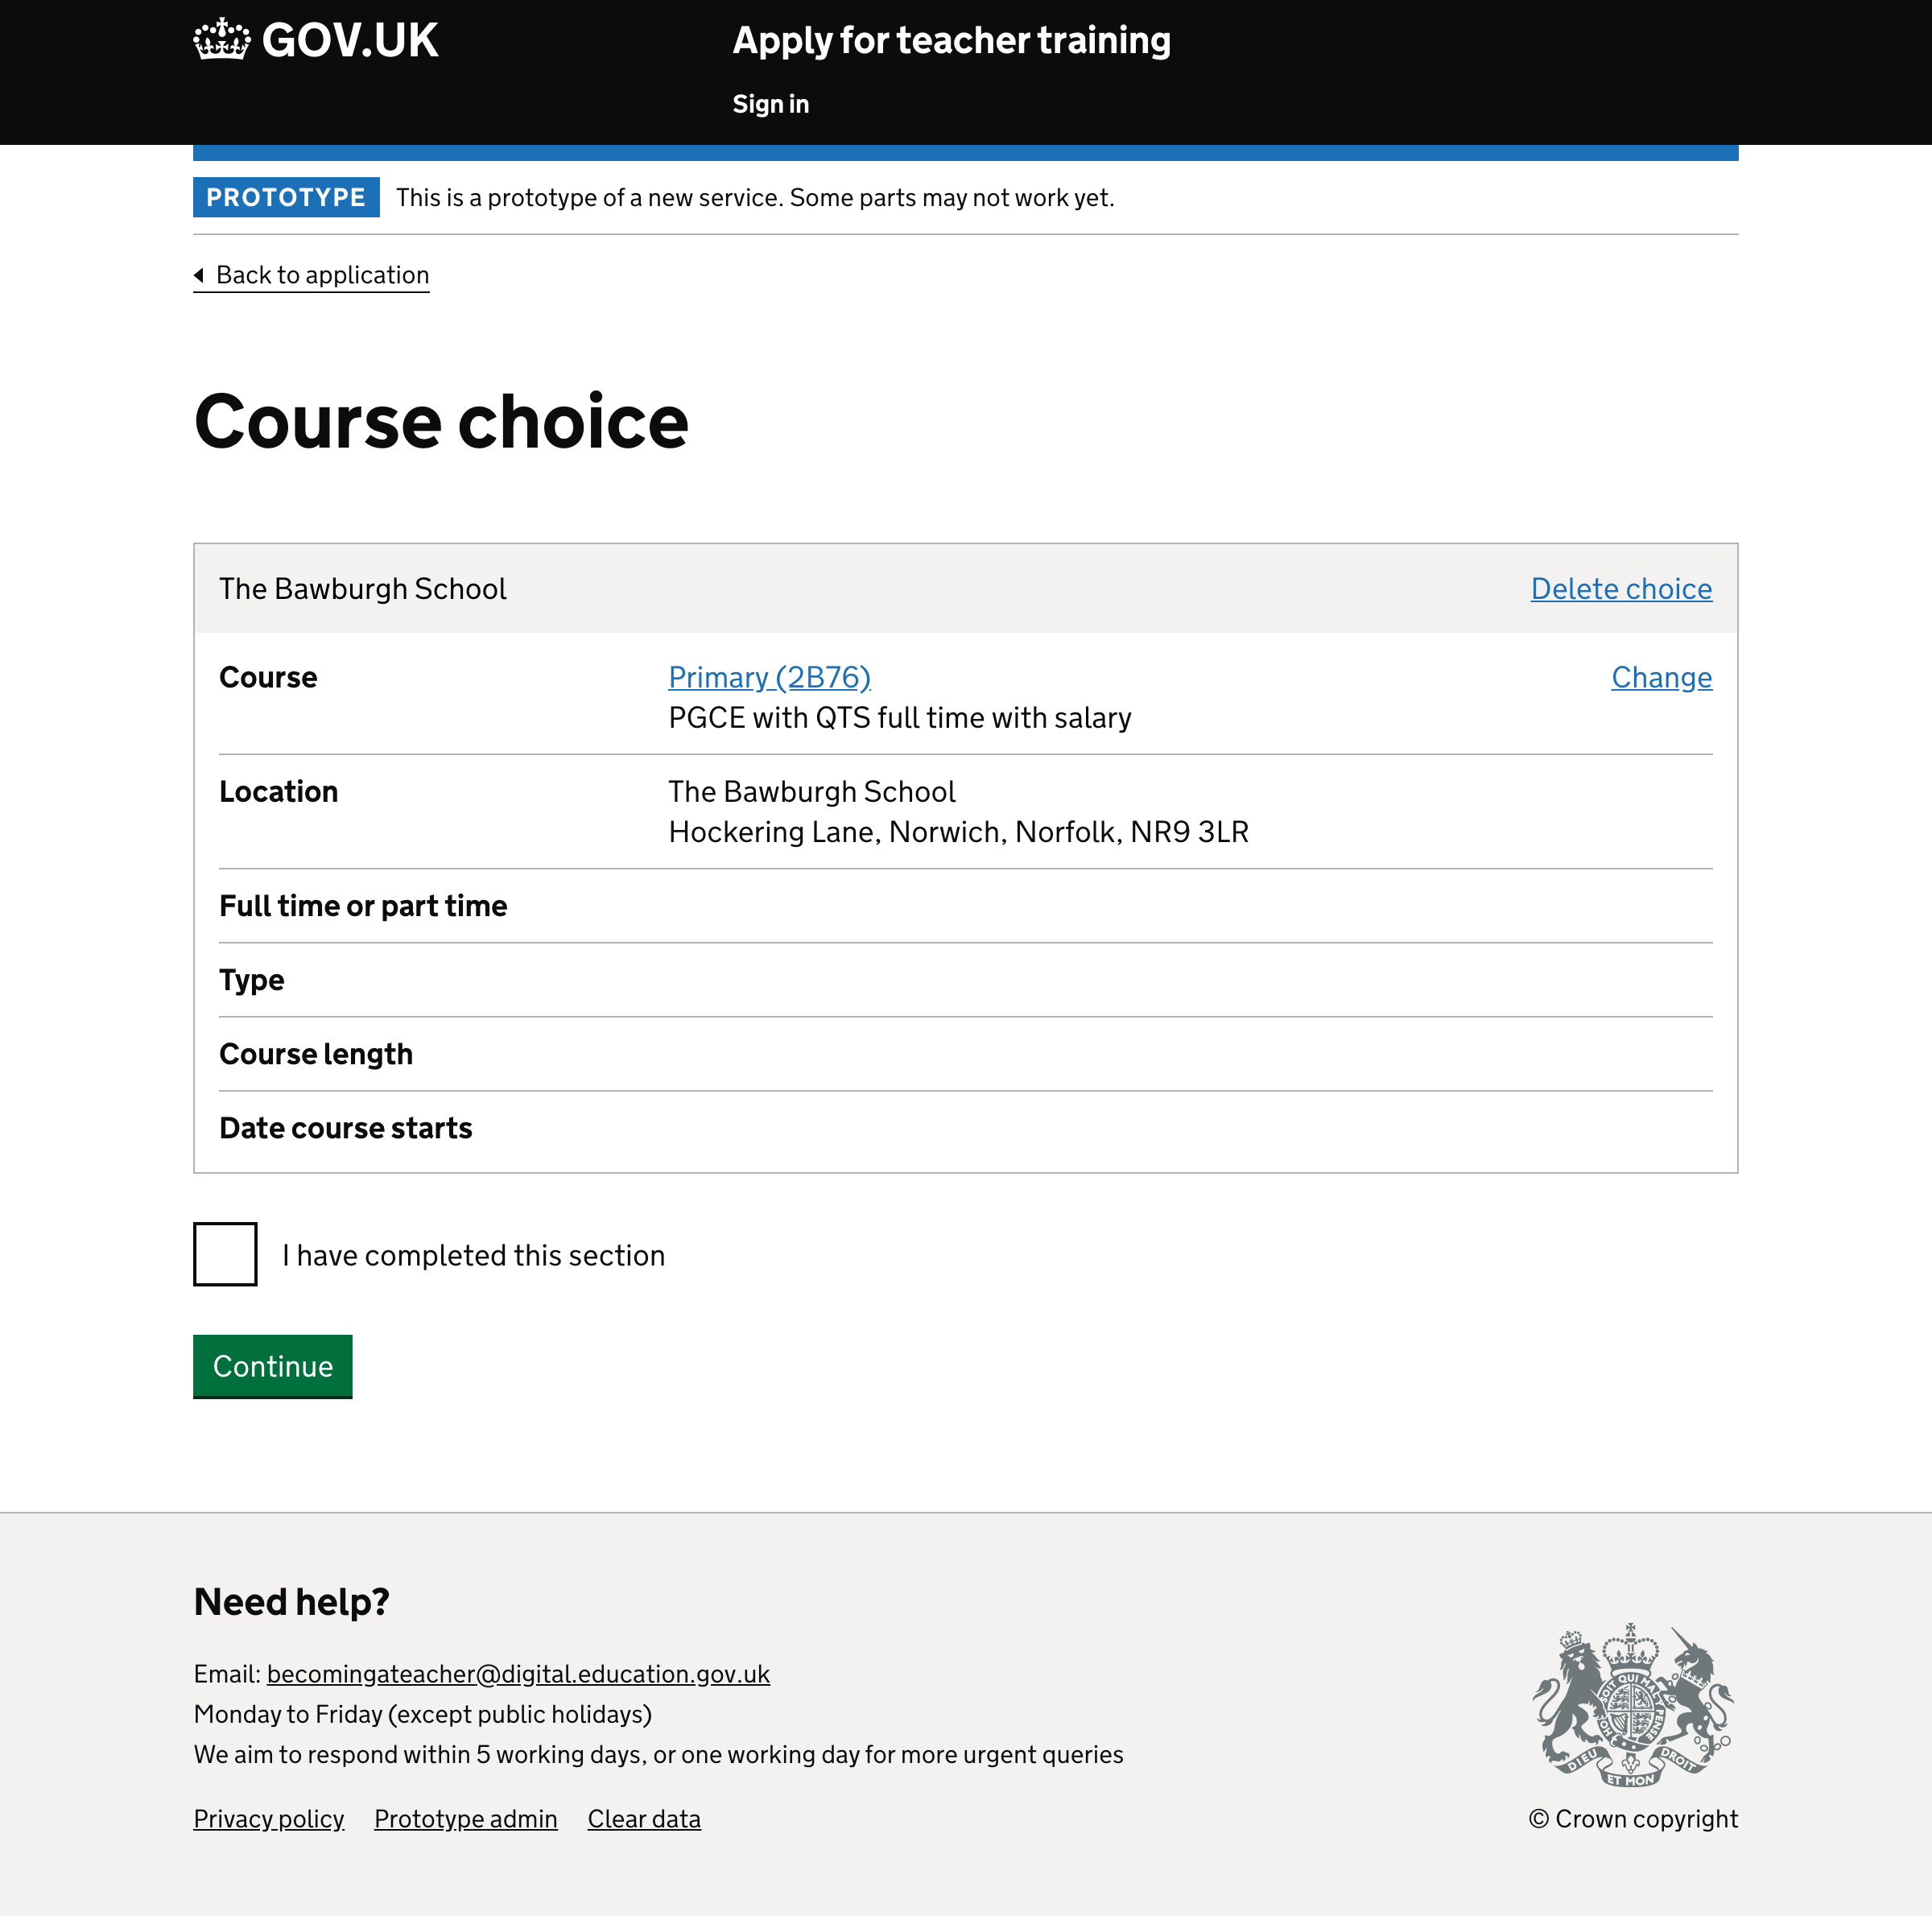 GOV.UK
Apply for teacher training
Sign in
PROTOTYPE This is a prototype of a new service. Some parts may not work yet.
Back to application
Course choice
The Bawburgh School Delete choice
Course Primary (2B76) Change
PGCE with QTS full time with salary
Location The Bawburgh School
Hockering Lane, Norwich, Norfolk, NR9 3LR
Full time or part time
Type
Course length
Date course starts
I have completed this section
Continue
Need help?
Email: becomingateacher@digital.education.gov.uk
Monday to Friday (except public holidays)
We aim to respond within 5 working days, or one working day for more urgent queries
Privacy policy Prototype admin Clear data
DIEU ET MON DROIT
© Crown copyright